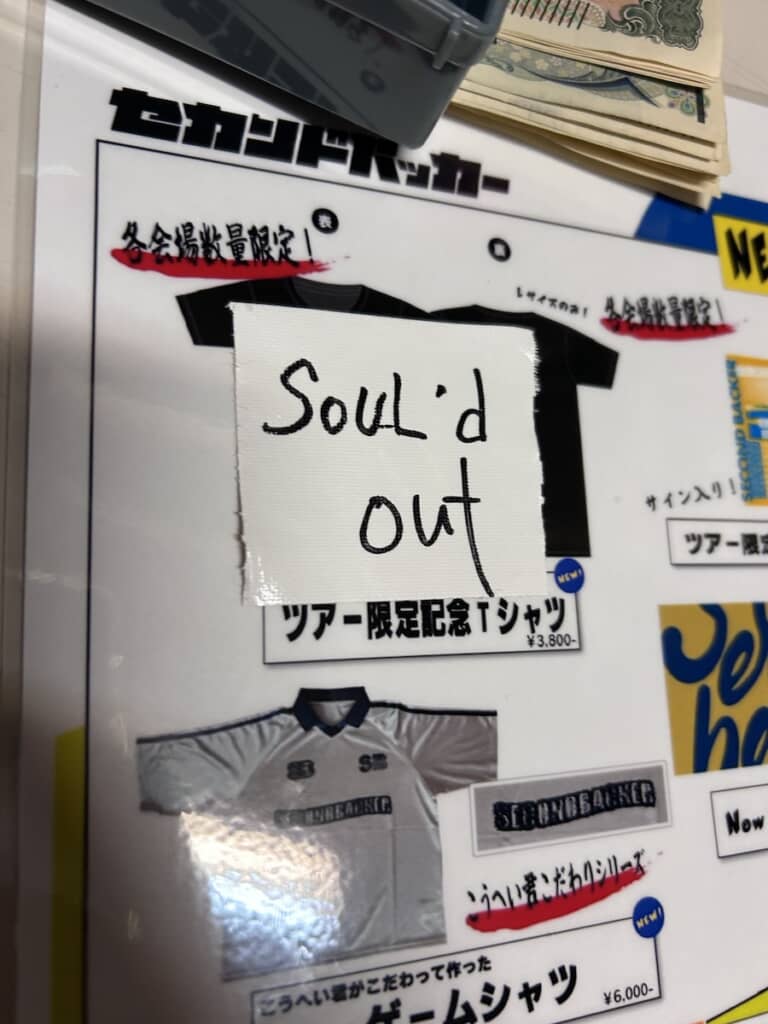 セカンドバッカー
各会場数量限定!
表
裏
Lサイズのみ!
各会場数量限定!
NE
SOUL'd
out
SECOND BACKER
サイン入り!
ツアー限定
NEW!
ツアー限定記念Tシャツ
¥3,800-
SB
SB
SECONDBACKER
SECONDBACKER
Now
こうへい君こだわりシリーズ
NEW!
こうへい君がこだわって作った
ゲームシャツ
¥6,000-